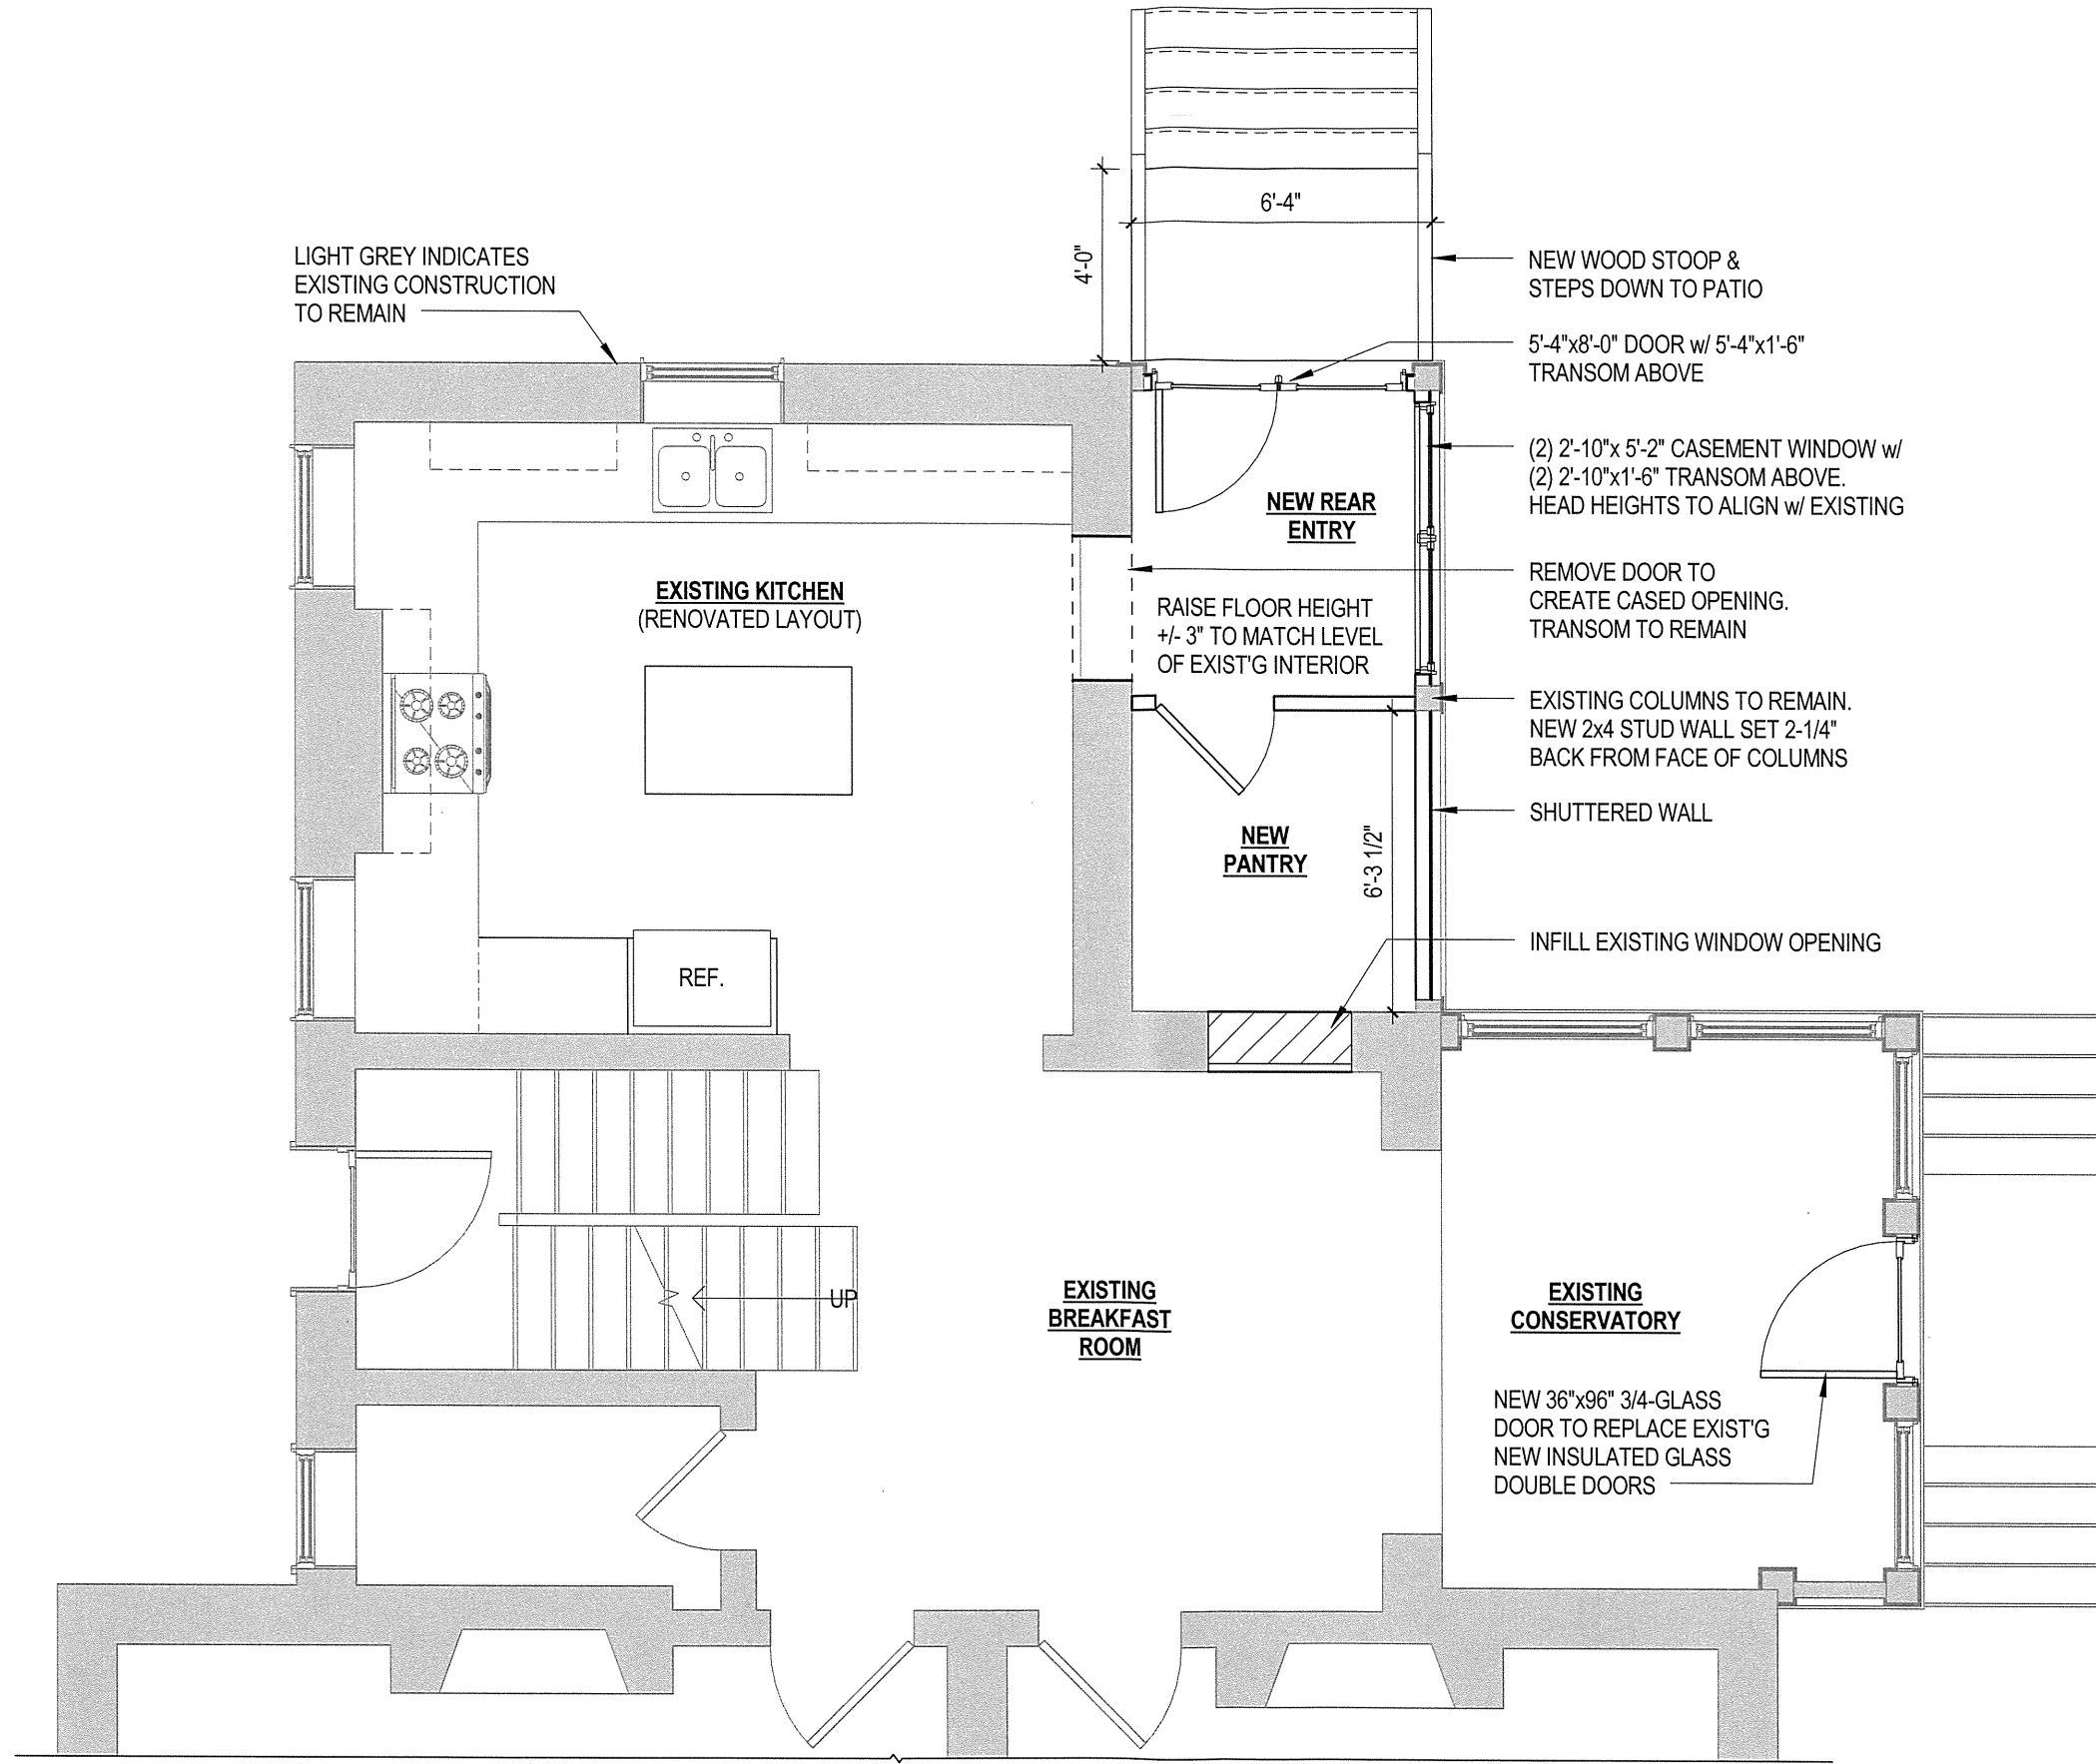 6'-4"
4'-0"
LIGHT GREY INDICATES
EXISTING CONSTRUCTION
TO REMAIN
NEW WOOD STOOP &
STEPS DOWN TO PATIO
5'-4"x8'-0" DOOR w/ 5'-4"x1'-6"
TRANSOM ABOVE
(2) 2'-10"x 5'-2" CASEMENT WINDOW w/
(2) 2'-10"x1'-6" TRANSOM ABOVE.
HEAD HEIGHTS TO ALIGN w/ EXISTING
NEW REAR
ENTRY
REMOVE DOOR TO
CREATE CASED OPENING.
TRANSOM TO REMAIN
EXISTING KITCHEN
(RENOVATED LAYOUT)
RAISE FLOOR HEIGHT
+/- 3" TO MATCH LEVEL
OF EXIST'G INTERIOR
EXISTING COLUMNS TO REMAIN.
NEW 2x4 STUD WALL SET 2-1/4"
BACK FROM FACE OF COLUMNS
SHUTTERED WALL
NEW
PANTRY
6'-3 1/2"
INFILL EXISTING WINDOW OPENING
REF.
UP
EXISTING
BREAKFAST
ROOM
EXISTING
CONSERVATORY
NEW 36"x96" 3/4-GLASS
DOOR TO REPLACE EXIST'G
NEW INSULATED GLASS
DOUBLE DOORS